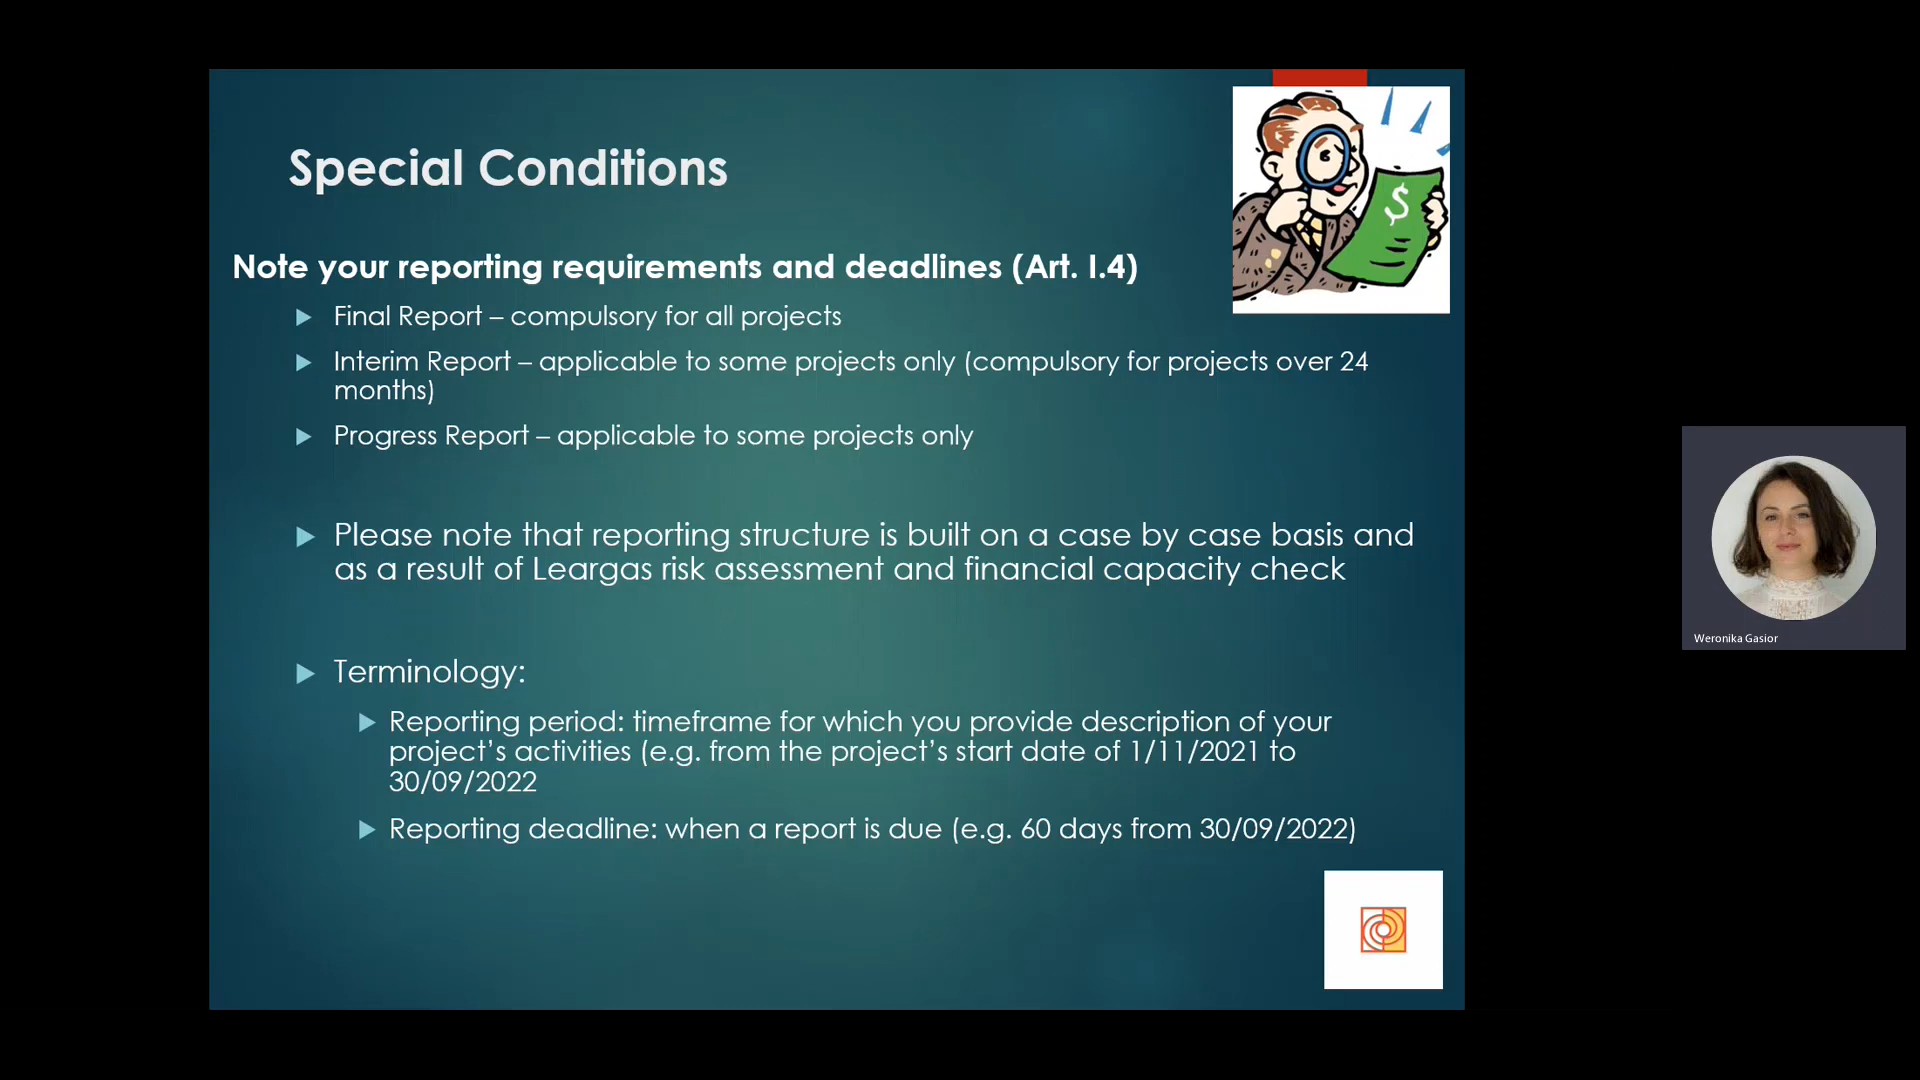 Special Conditions
$
Note your reporting requirements and deadlines (Art. I.4)
Final Report – compulsory for all projects
Interim Report – applicable to some projects only (compulsory for projects over 24
months)
Progress Report – applicable to some projects only
Please note that reporting structure is built on a case by case basis and
as a result of Leargas risk assessment and financial capacity check
Terminology:
Reporting period: timeframe for which you provide description of your
project’s activities (e.g. from the project’s start date of 1/11/2021 to
30/09/2022
Reporting deadline: when a report is due (e.g. 60 days from 30/09/2022)
Weronika Gasior